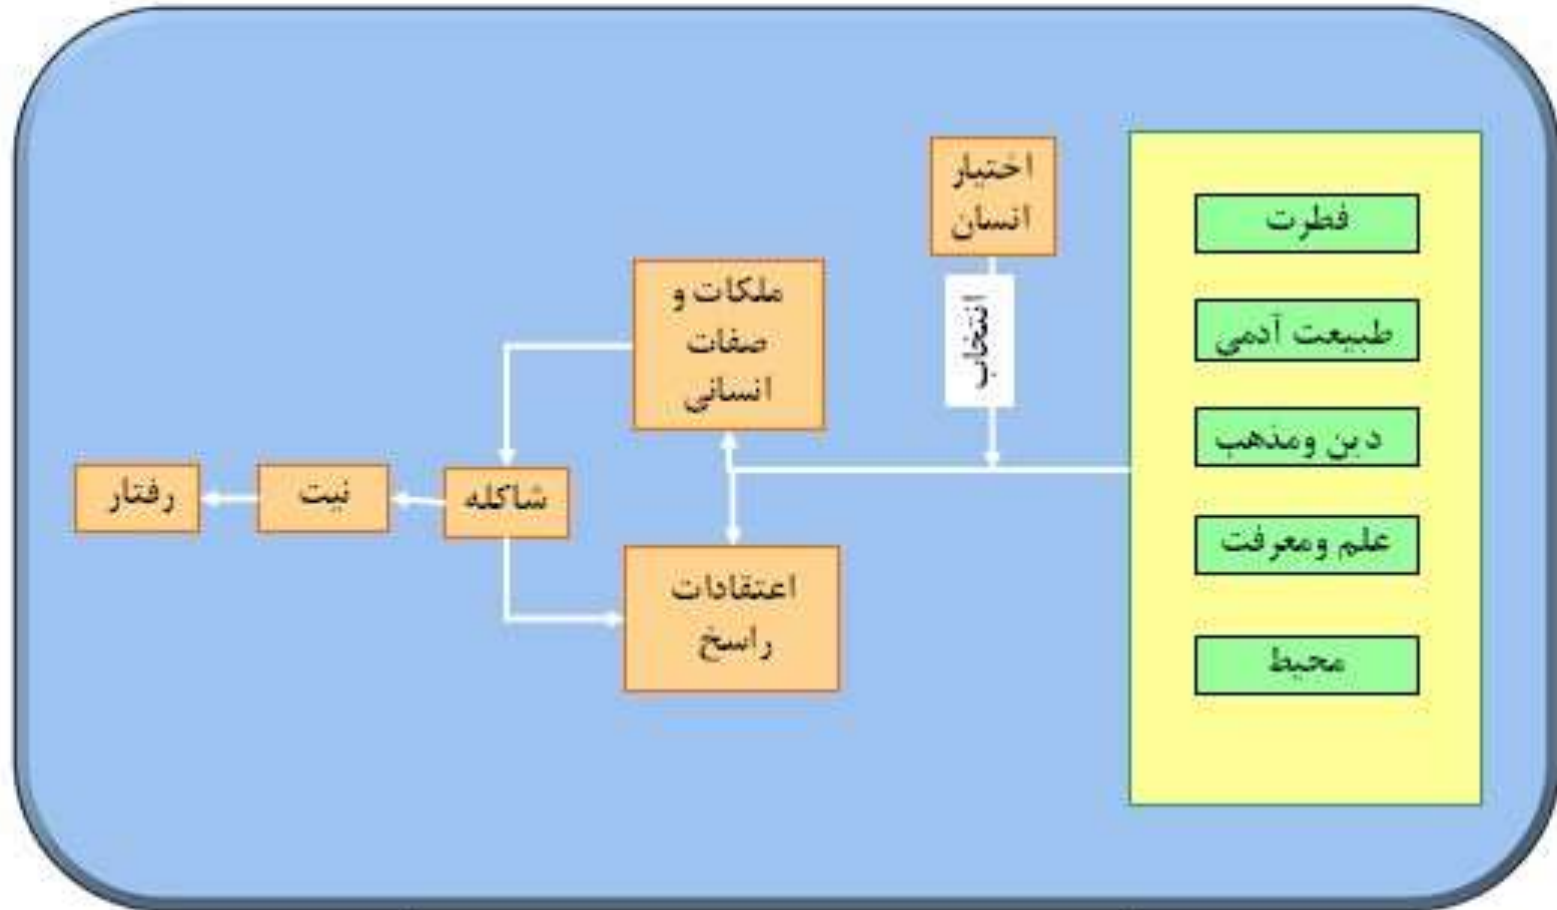 فطرت
طبیعت آدمی
دین ومذهب
علم ومعرفت
محیط
اختیار
انسان
انتخاب
ملکات و
صفات
انسانی
اعتقادات
راسخ
شاکله
نیت
رفتار